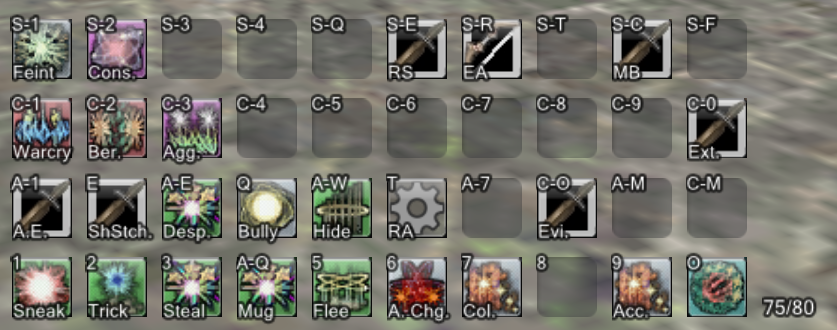 S-1 S-2 S-3 S-4 S-Q S-E S-R S-T S-C S-F
Feint Cons. RS EA MB
C-1 C-2 C-3 C-4 C-5 C-6 C-7 C-8 C-9 C-0
Warcry Ber. Agg. Ext.
A-1 E A-E Q A-W T A-7 C-O A-M C-M
A.E. ShStch. Desp. Bully Hide RA Evi.
1 2 3 A-Q 5 6 7 8 9 O
Sneak Trick Steal Mug Flee A.-Chg. Col. Acc. 75/80